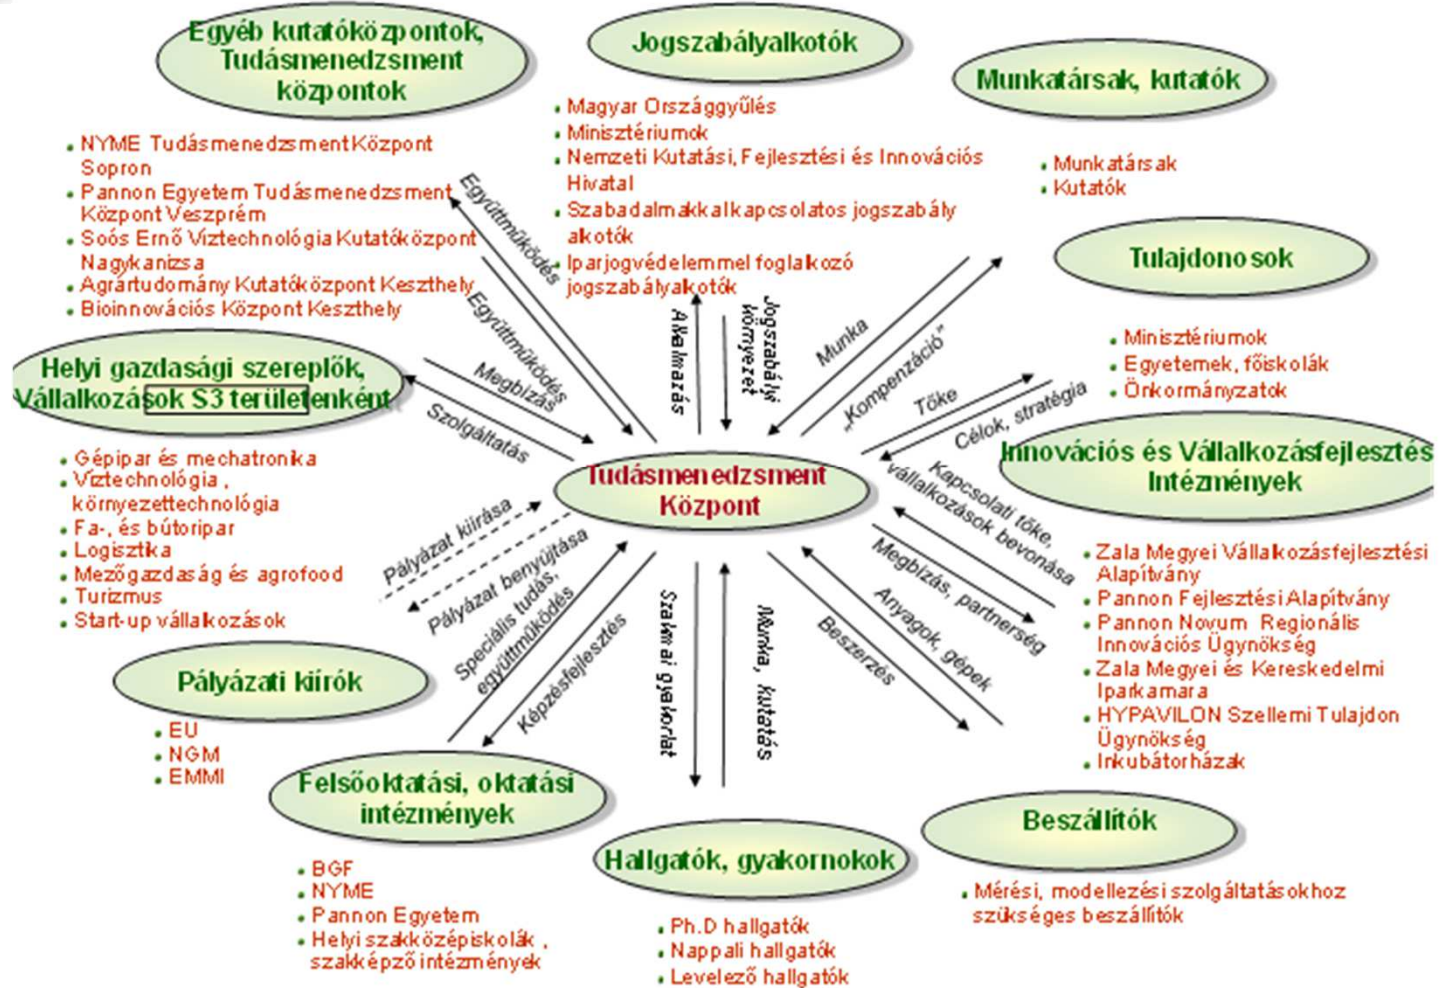 Egyéb kutatóközpontok,
Tudásmenedzsment
központok
NYME Tudásmenedzsment Központ
Sopron
Pannon Egyetem Tudásmenedzsment
Központ Veszprém
Soós Ernő Víztechnológia Kutatóközpont
Nagykanizsa
Agrártudomány Kutatóközpont Keszthely
Bioinnovációs Központ Keszthely
Jogszabályalkotók
Magyar Országgyűlés
Minisztériumok
Nemzeti Kutatási, Fejlesztési és Innovációs
Hivatal
Szabadalmakkal kapcsolatos jogszabály
alkotók
Iparjogvédelemmel foglalkozó
jogszabályalkotók
Munkatársak, kutatók
Munkatársak
Kutatók
Tulajdonosok
Minisztériumok
Egyetemek, főiskolák
Önkormányzatok
Együttműködés
Együttműködés
Alkalmazás
Jogszabályi
környezet
Munka
„Kompenzáció"
Helyi gazdasági szereplők,
Vállalkozások S3 területenként
Gépipar és mechatronika
Víztechnológia ,
környezettechnológia
Fa-, és bútoripar
Logisztika
Mezőgazdaság és agrofood
Turizmus
Start-up vállalkozások
Megbízás
Szolgáltatás
Tőke
Célok, stratégia
Tudásmenedzsment
Központ
Innovációs és Vállalkozásfejlesztés
Intézmények
Zala Megyei Vállalkozásfejlesztési
Alapítvány
Pannon Fejlesztési Alapítvány
Pannon Novum Regionális
Innovációs Ügynökség
Zala Megyei és Kereskedelmi
Iparkamara
HYPAVILON Szellemi Tulajdon
Ügynökség
Inkubátorházak
Kapcsolati tőke,
vállalkozások bevonása
Megbízás, partnerség
Pályázat kiírása
Pályázat benyújtása
Speciális tudás,
együttműködés
Képzésfejlesztés
Szakmai gyakorlat
Munka, kutatás
Beszerzés
Anyagok, gépek
Pályázati kiírók
EU
NGM
EMMI
Felsőoktatási, oktatási
intézmények
BGF
NYME
Pannon Egyetem
Helyi szakközépiskolák ,
szakképző intézmények
Hallgatók, gyakornokok
Ph.D hallgatók
Nappali hallgatók
Levelező hallgatók
Beszállítók
Mérési, modellezési szolgáltatásokhoz
szükséges beszállítók